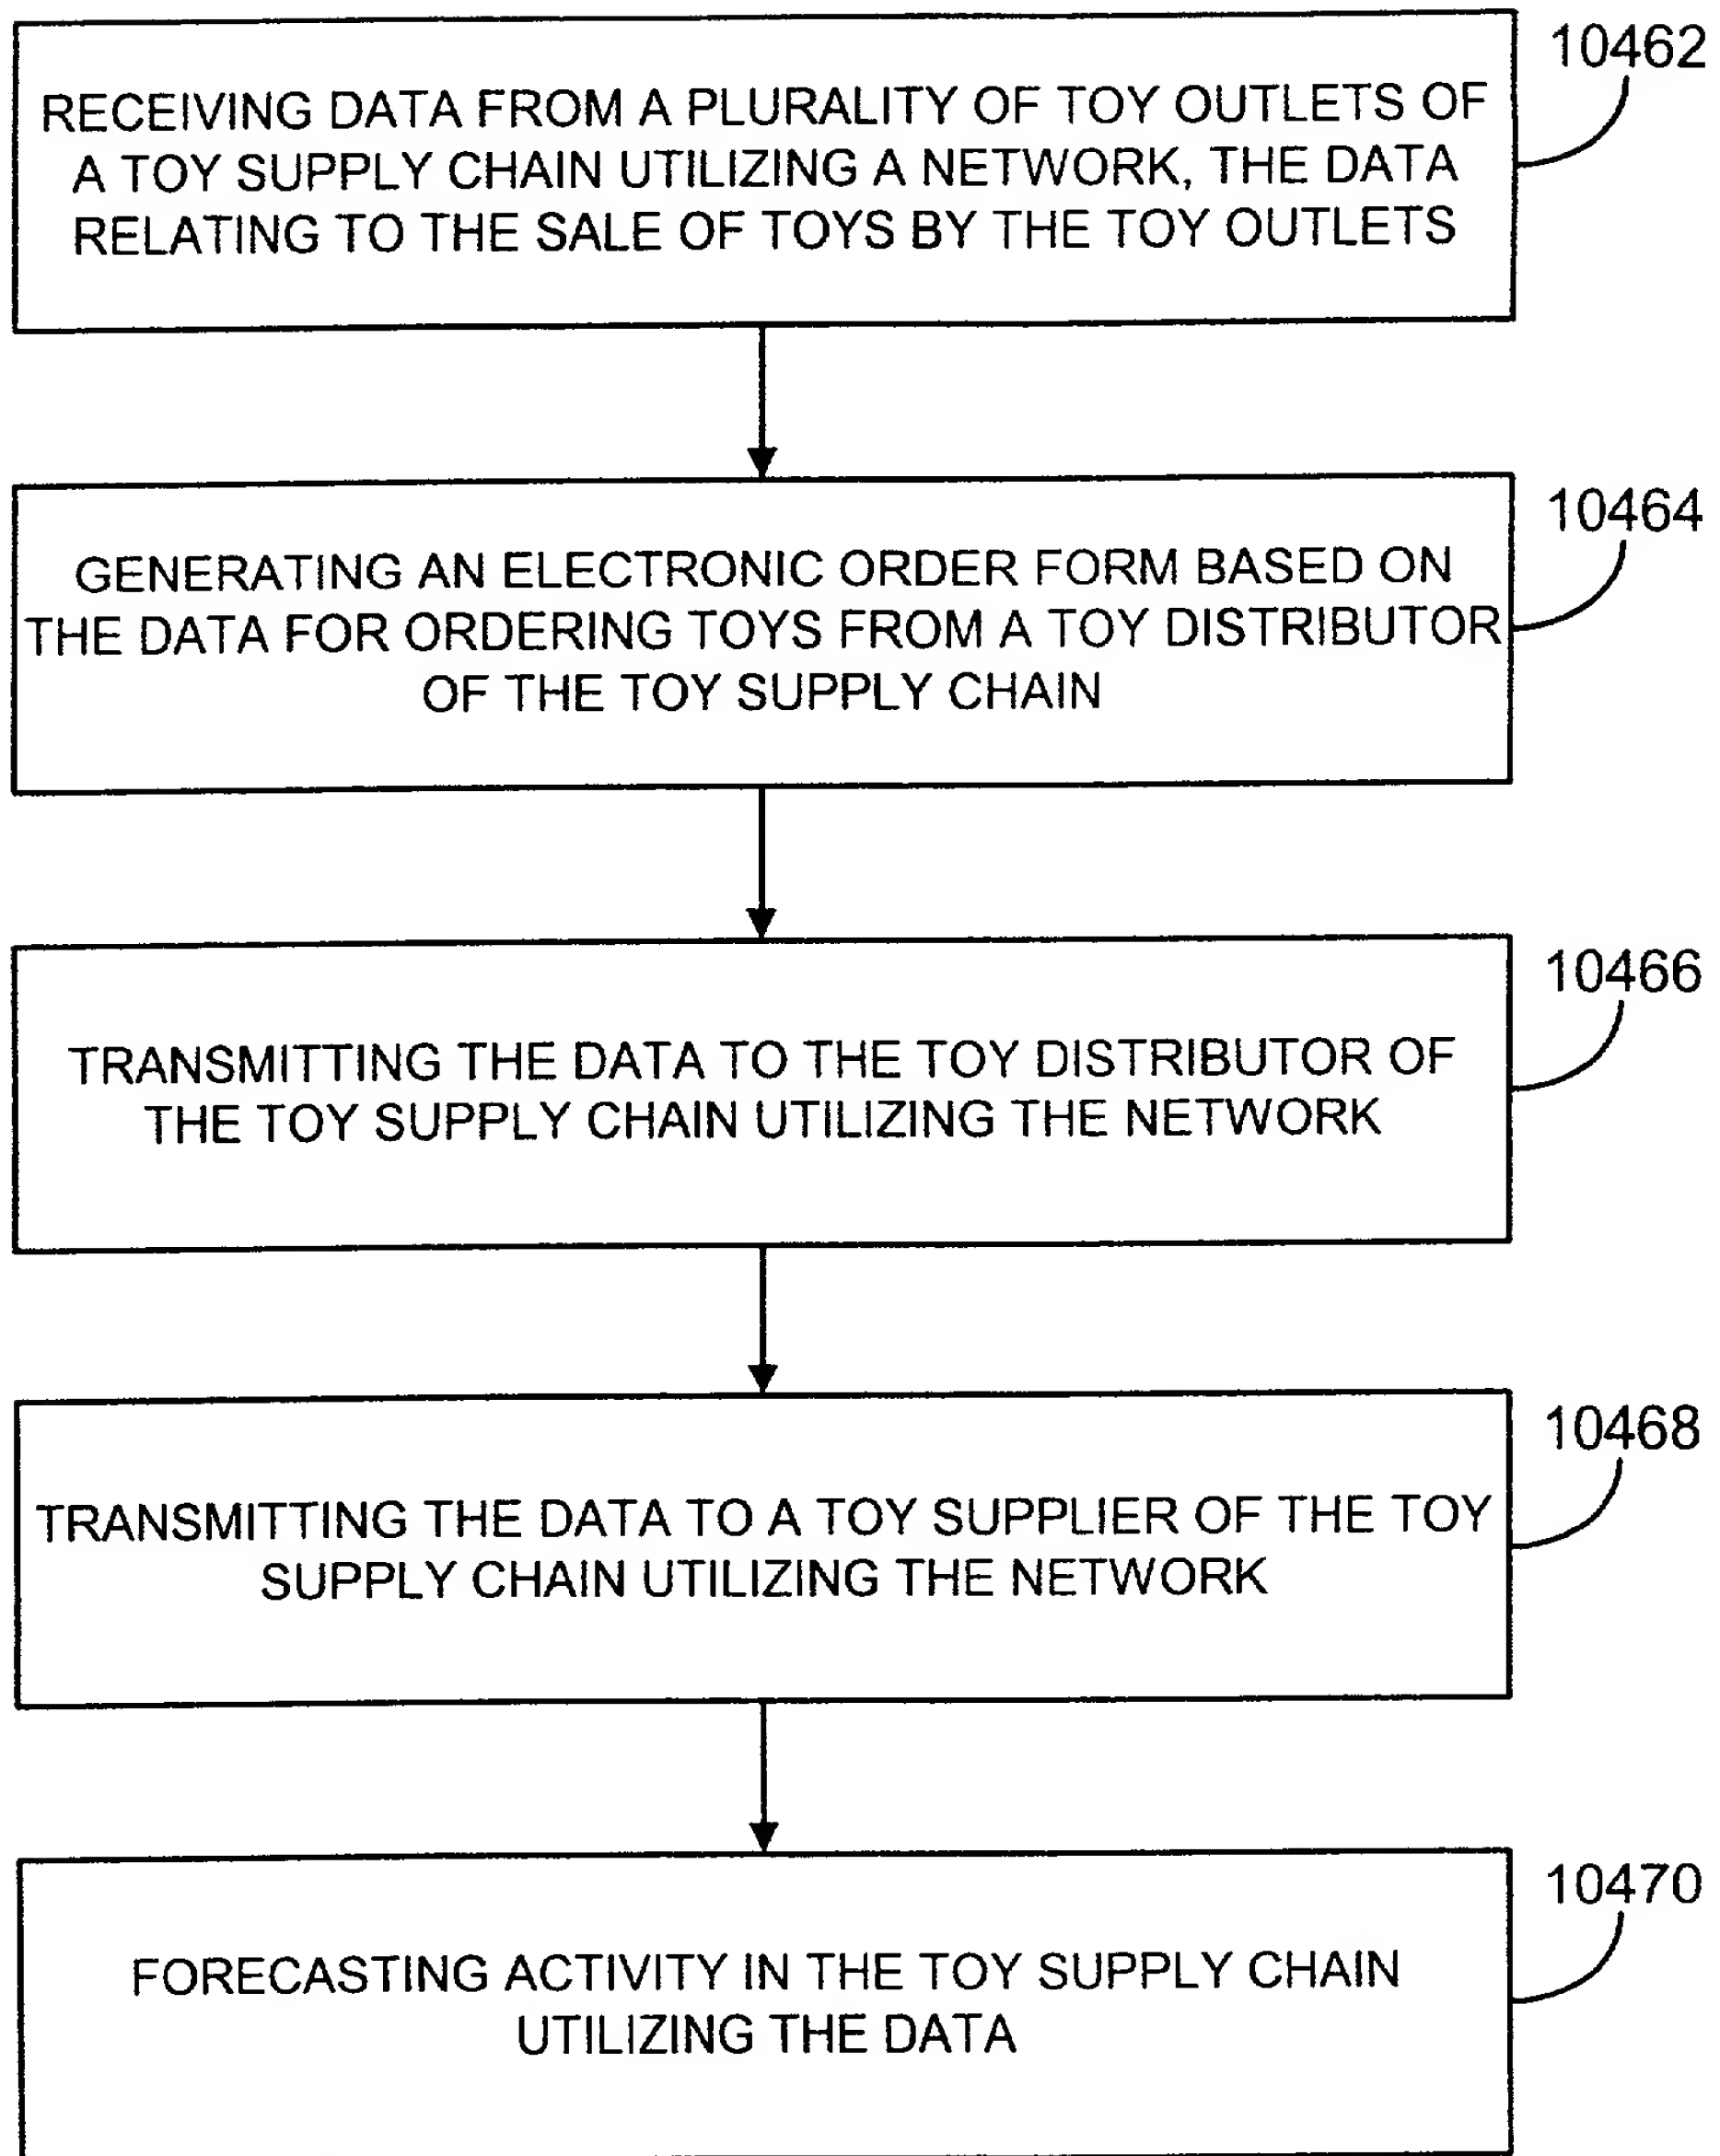 10462
RECEIVING DATA FROM A PLURALITY OF TOY OUTLETS OF
A TOY SUPPLY CHAIN UTILIZING A NETWORK, THE DATA
RELATING TO THE SALE OF TOYS BY THE TOY OUTLETS
10464
GENERATING AN ELECTRONIC ORDER FORM BASED ON
THE DATA FOR ORDERING TOYS FROM A TOY DISTRIBUTOR
OF THE TOY SUPPLY CHAIN
10466
TRANSMITTING THE DATA TO THE TOY DISTRIBUTOR OF
THE TOY SUPPLY CHAIN UTILIZING THE NETWORK
10468
TRANSMITTING THE DATA TO A TOY SUPPLIER OF THE TOY
SUPPLY CHAIN UTILIZING THE NETWORK
10470
FORECASTING ACTIVITY IN THE TOY SUPPLY CHAIN
UTILIZING THE DATA